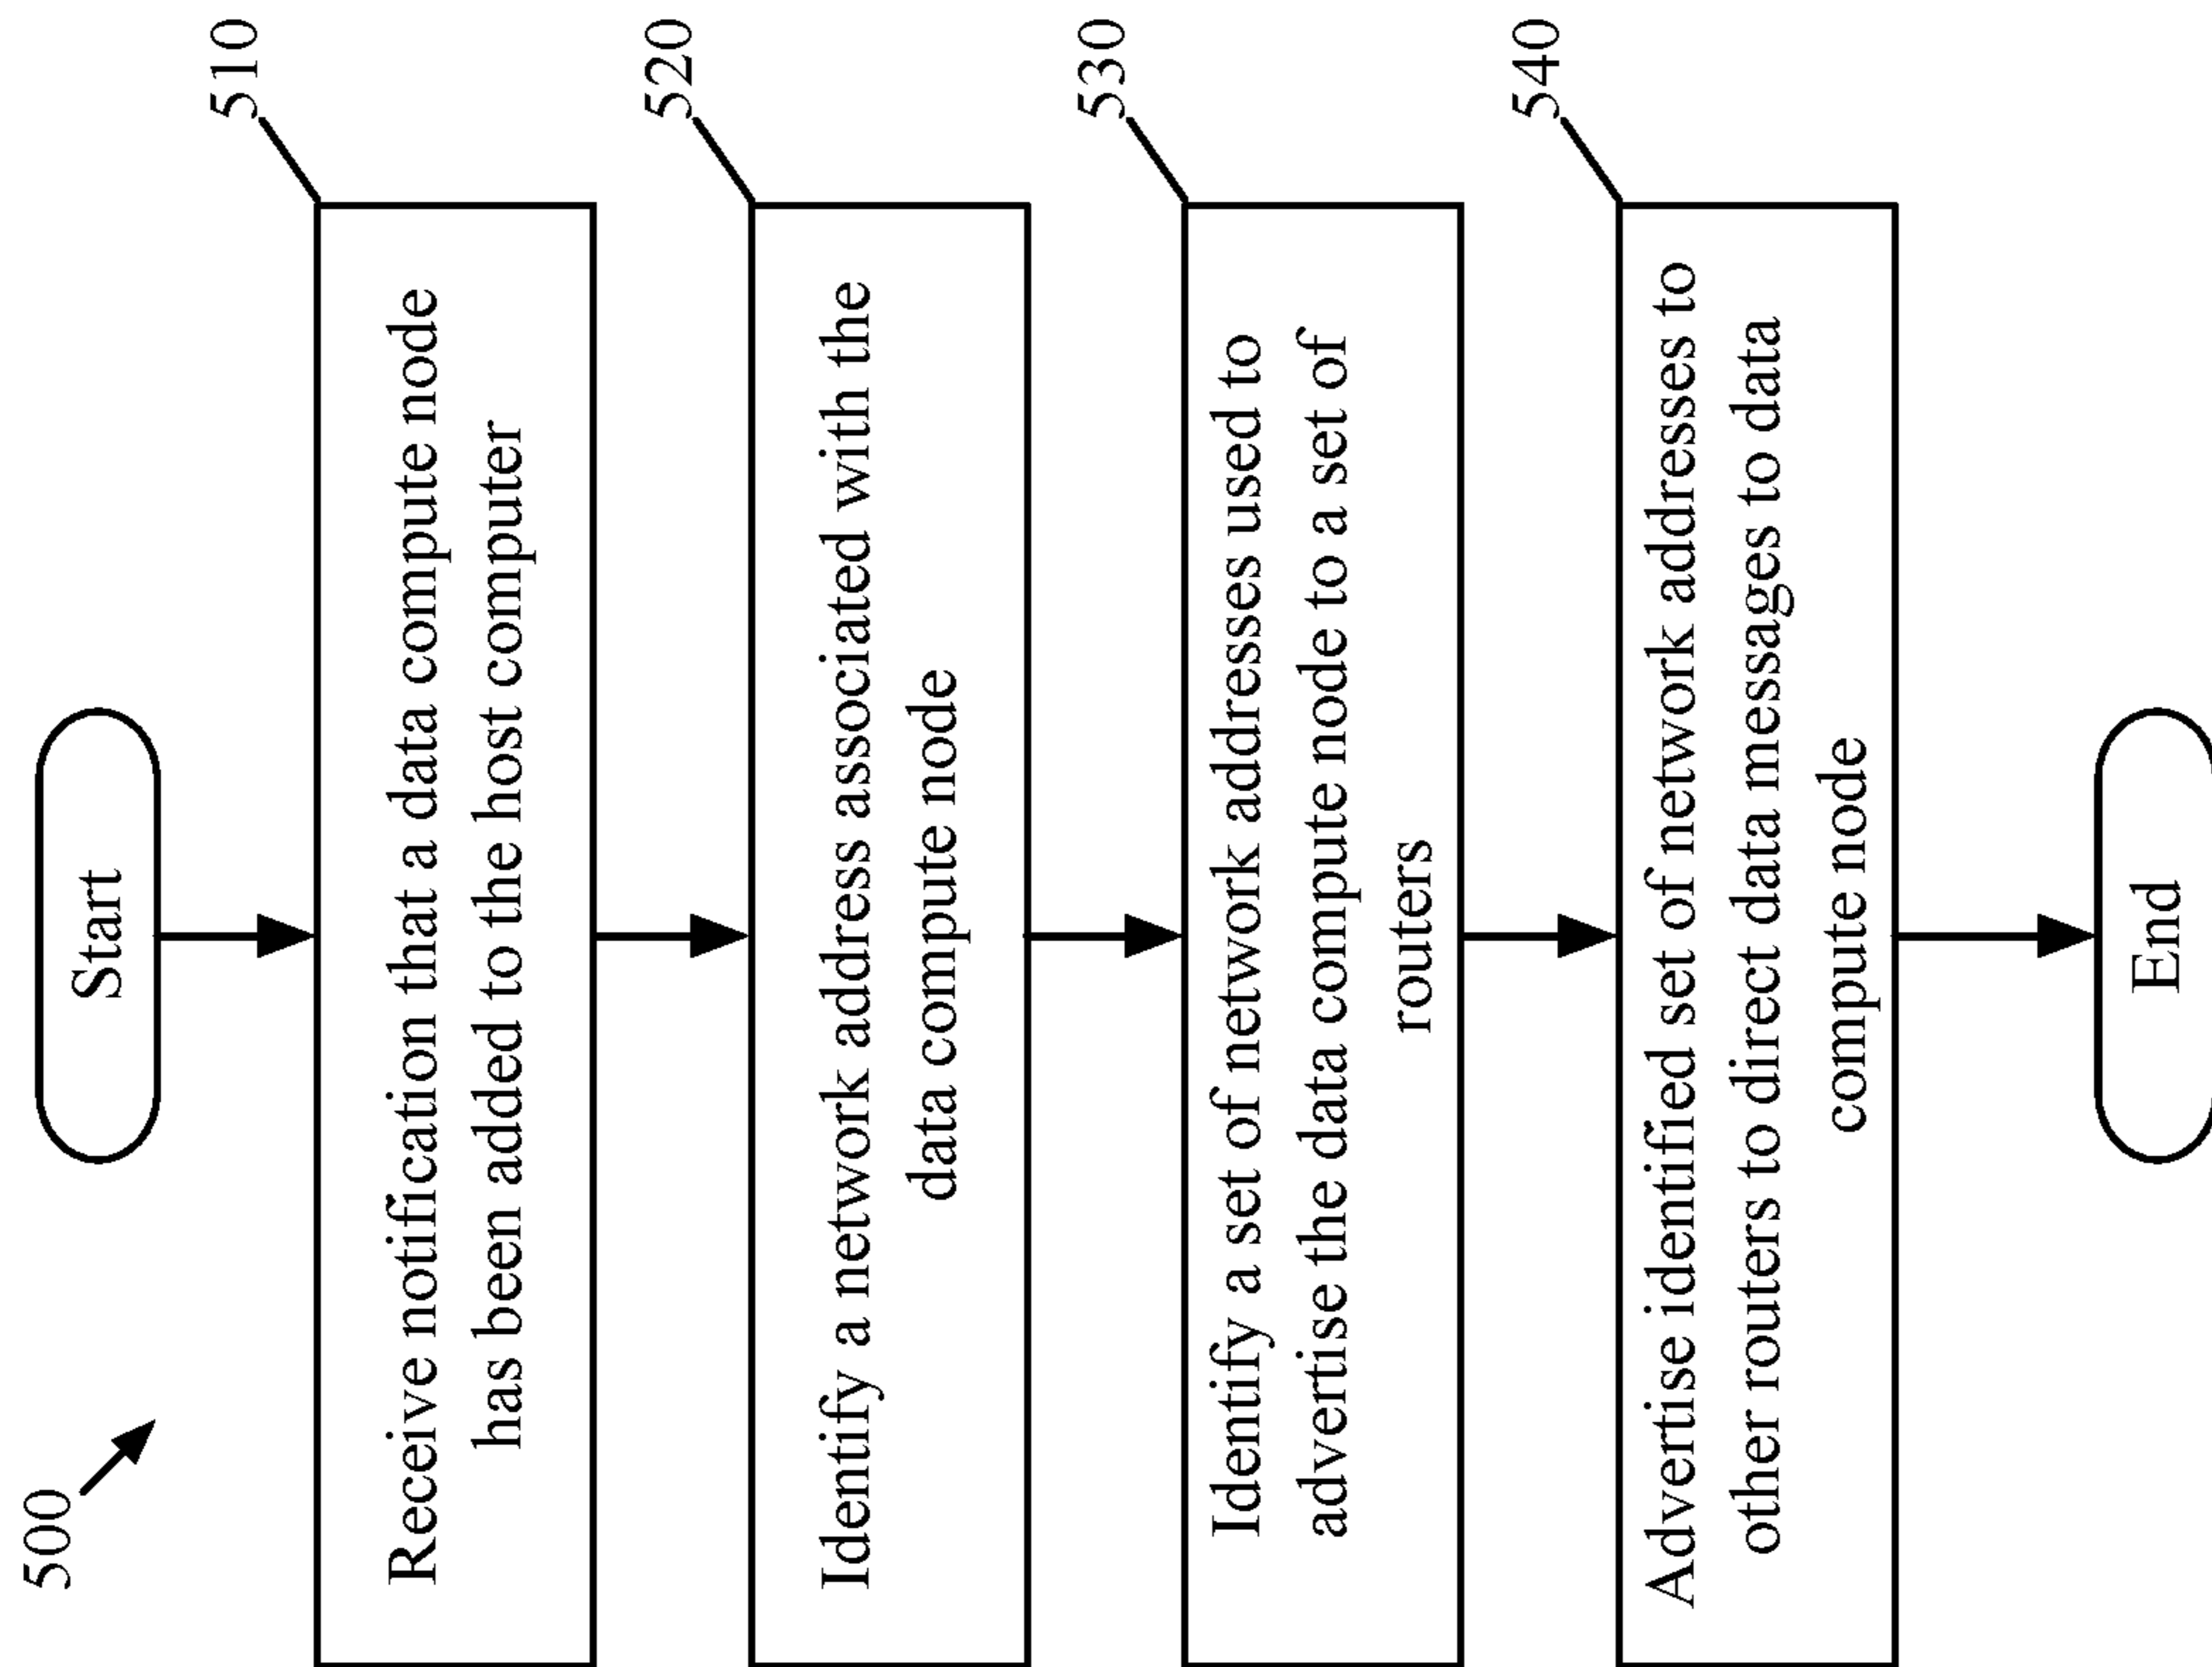 500
Start
510
Receive notification that a data compute node
has been added to the host computer
520
Identify a network address associated with the
data compute node
530
Identify a set of network addresses used to
advertise the data compute node to a set of
routers
540
Advertise identified set of network addresses to
other routers to direct data messages to data
compute node
End